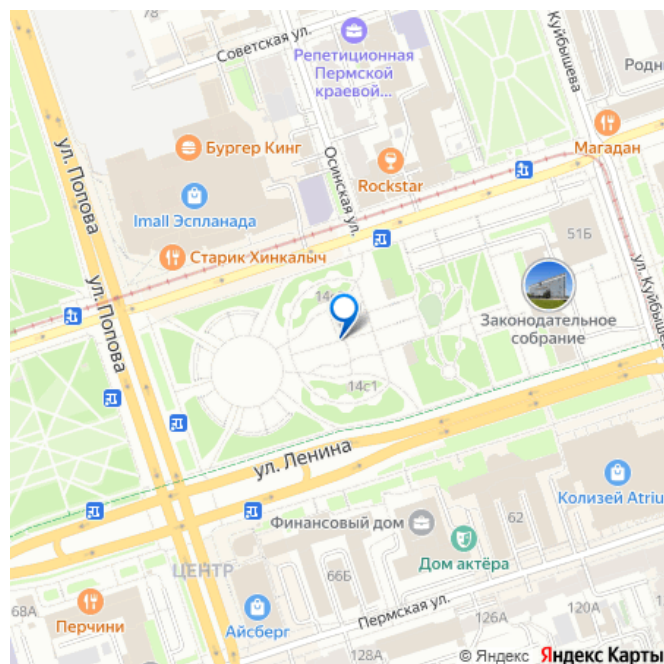 78
Советская ул.
Репетиционная
Пермской
краевой...
ул. Куйбышева
Родн
Бургер Кинг
Осинская ул.
Магадан
ул. Попова
Rockstar
Imall Эспланада
51Б
Старик Хинкалыч
ул. Попова
14с
Законодательное
собрание
ул. Куйбышева
14с1
ул. Ленина
Колизей Atriu
Финансовый дом
62
Дом актёра
ЦЕНТР
66Б
68А
Перчини
Айсберг
Пермская ул.
126А
120А
128А
© Яндекс Яндекс Карты